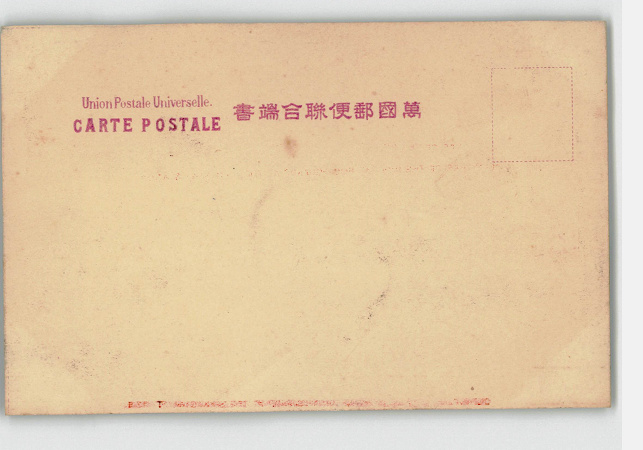 Union Postale Universelle.
CARTE POSTALE
萬國郵便聯合端書